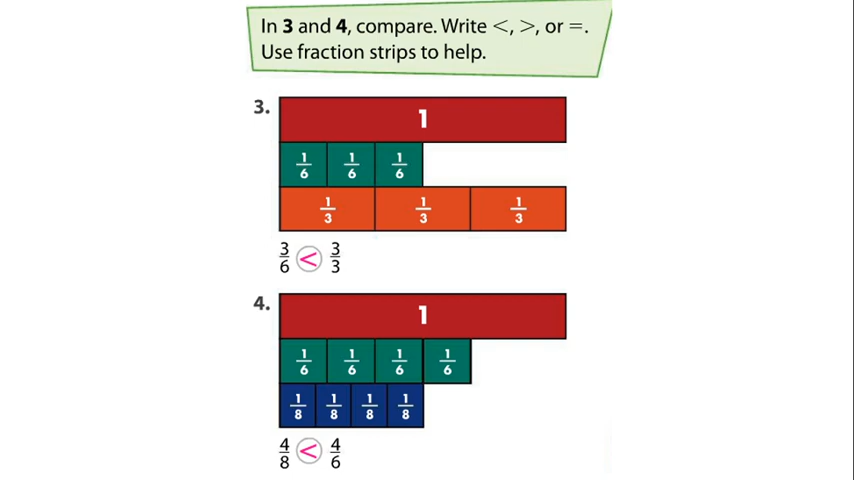 In 3 and 4, compare. Write <, >, or =.
Use fraction strips to help.
3.
1
1/6 1/6 1/6
1/3 1/3 1/3
3/6 < 3/3
4.
1
1/6 1/6 1/6 1/6
1/8 1/8 1/8 1/8
4/8 < 4/6